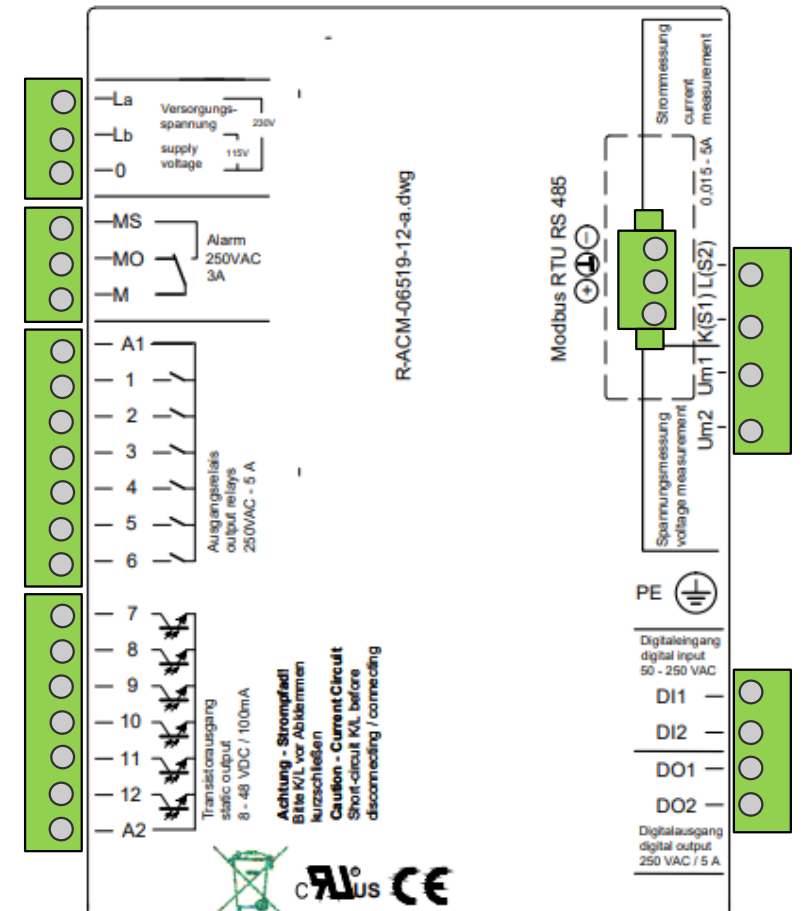 La
Lb
0
Versorgungs-
spannung
supply
voltage
230V
115V
MS
MO
M
Alarm
250VAC
3A
A1
1
2
3
4
5
6
Ausgangsrelais
output relays
250VAC - 5 A
7
8
9
10
11
12
A2
Transistorausgang
static output
8 - 48 VDC / 100mA
Achtung - Strompfad!
Bitte K/L vor Abklemmen
kurzschließen
Caution - Current Circuit
Short-circuit K/L before
disconnecting / connecting
R-ACM-06519-12-a.dwg
Modbus RTU RS 485
Strommessung
current
measurement
0,015 - 5A
L(S2)
K(S1)
Um1
Um2
Spannungsmessung
voltage measurement
PE
Digitaleingang
digital input
50 - 250 VAC
DI1
DI2
DO1
DO2
Digitalausgang
digital output
250 VAC / 5 A
C RU US CE